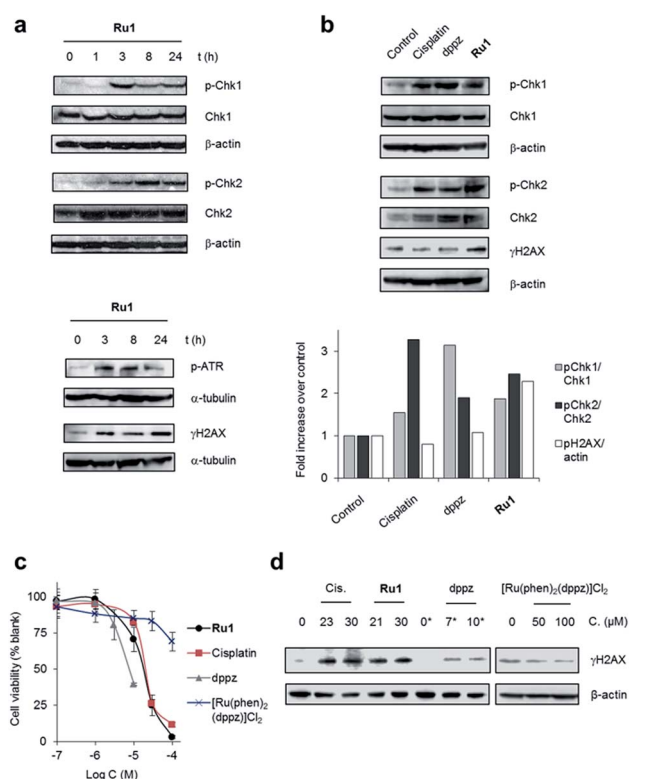 a
Ru1
0 1 3 8 24 t (h)
p-Chk1
Chk1
β-actin
p-Chk2
Chk2
β-actin
Ru1
0 3 8 24 t (h)
p-ATR
α-tubulin
γH2AX
α-tubulin
b
Control Cisplatin dppz Ru1
p-Chk1
Chk1
β-actin
p-Chk2
Chk2
γH2AX
β-actin
Fold increase over control
3
2
1
0
Control Cisplatin dppz Ru1
pChk1/
Chk1
pChk2/
Chk2
pH2AX/
actin
c
Cell viability (% blank)
100
75
50
25
0
-7 -6 -5 -4
Log C (M)
Ru1
Cisplatin
dppz
[Ru(phen)2
(dppz)]Cl2
d
Cis. Ru1 dppz [Ru(phen)2(dppz)]Cl2
0 23 30 21 30 0* 7* 10* 0 50 100 C. (μM)
γH2AX
β-actin